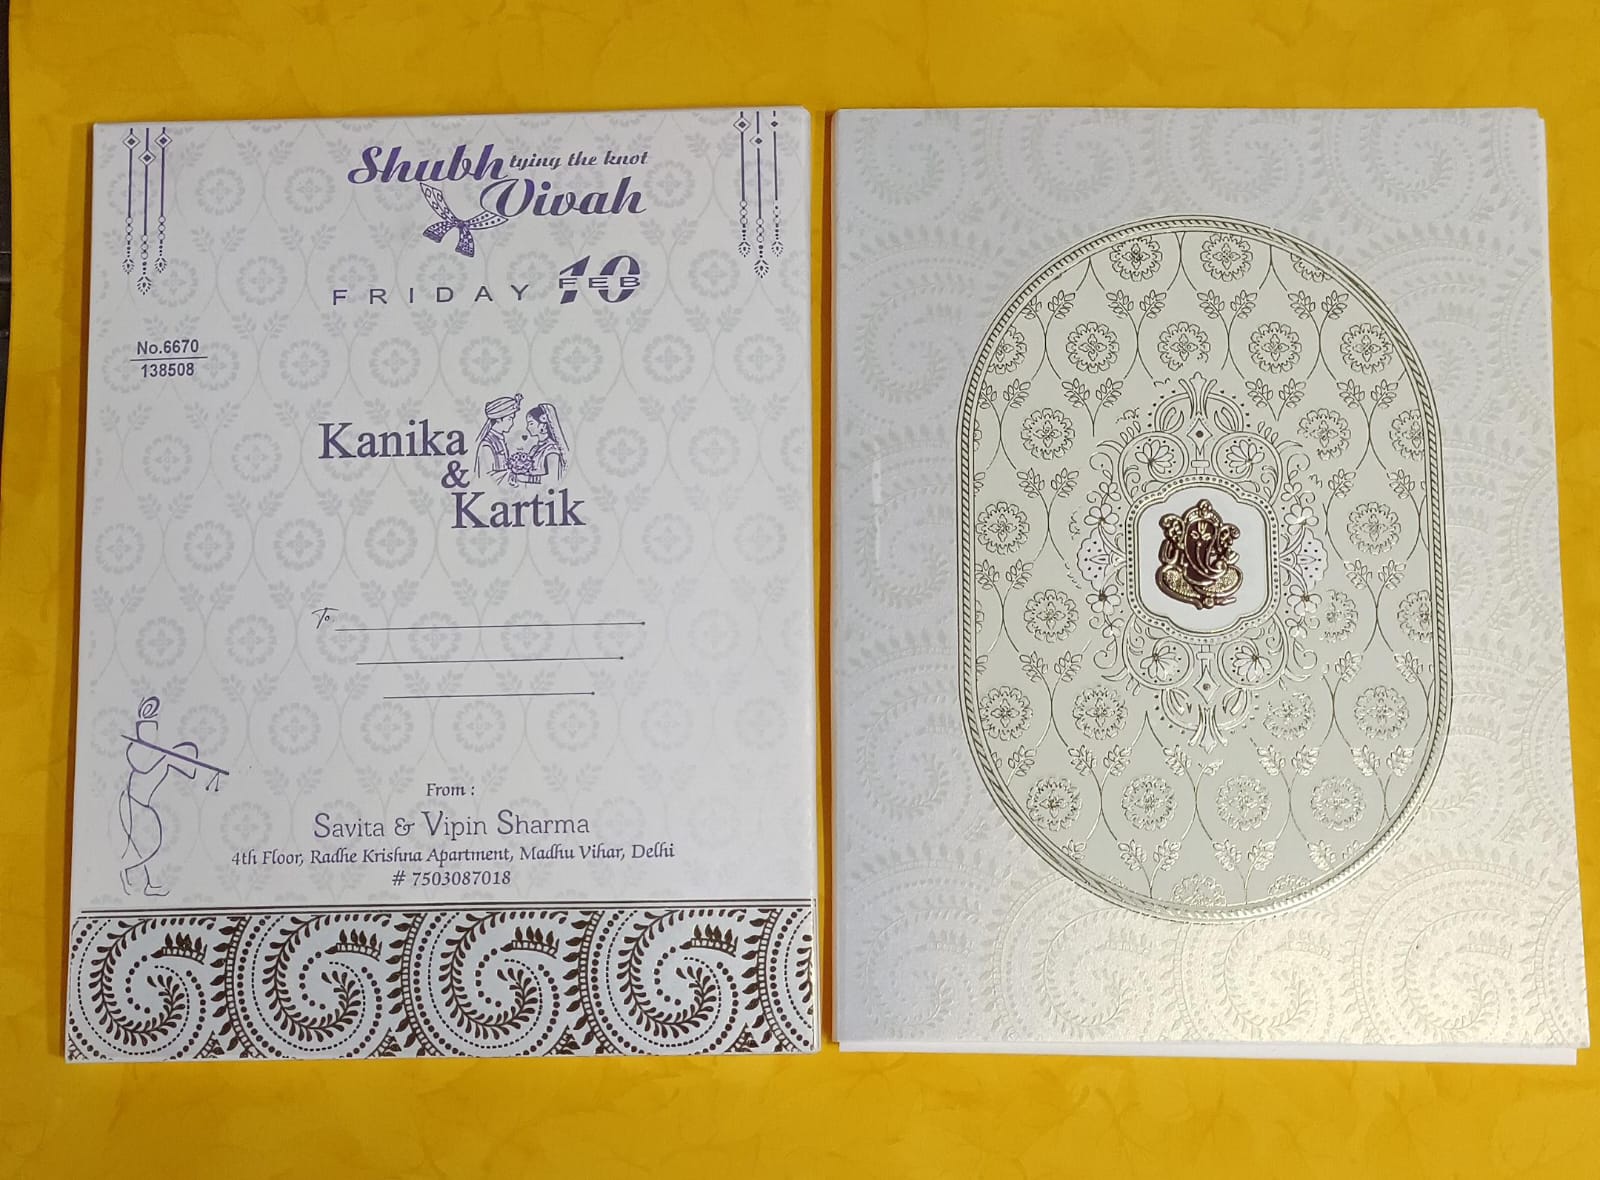 Shubh tying the knot
Vivah
FRIDAY 10 FEB
No.6670
138508
Kanika
&
Kartik
To,
From :
Savita & Vipin Sharma
4th Floor, Radhe Krishna Apartment, Madhu Vihar, Delhi
# 7503087018